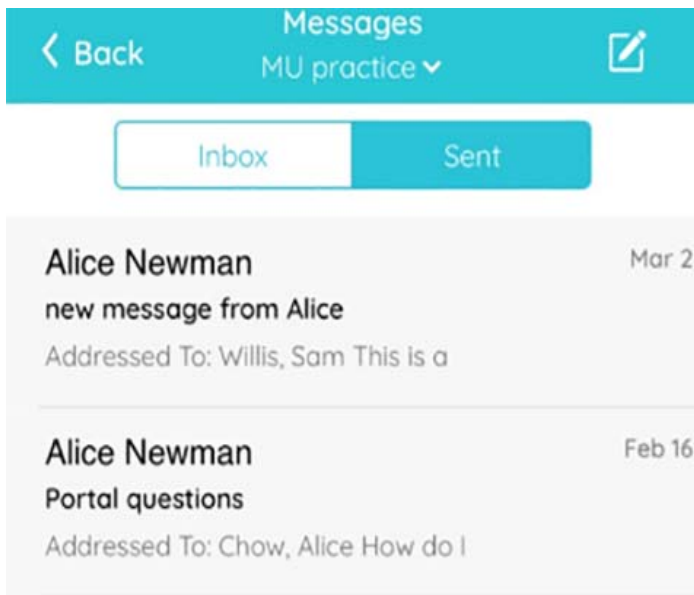 Messages
Back
MU practice
Inbox Sent
Alice Newman Mar 2
new message from Alice
Addressed To: Willis, Sam This is a
Alice Newman Feb 16
Portal questions
Addressed To: Chow, Alice How do I